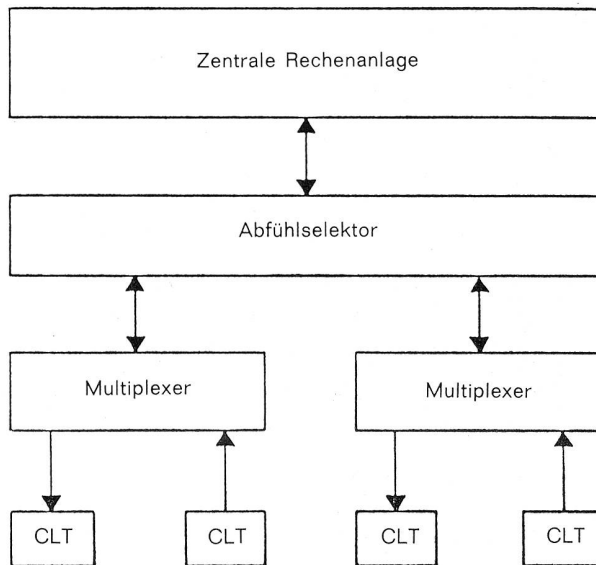 Zentrale Rechenanlage
Abfühlselektor
Multiplexer
Multiplexer
CLT
CLT
CLT
CLT